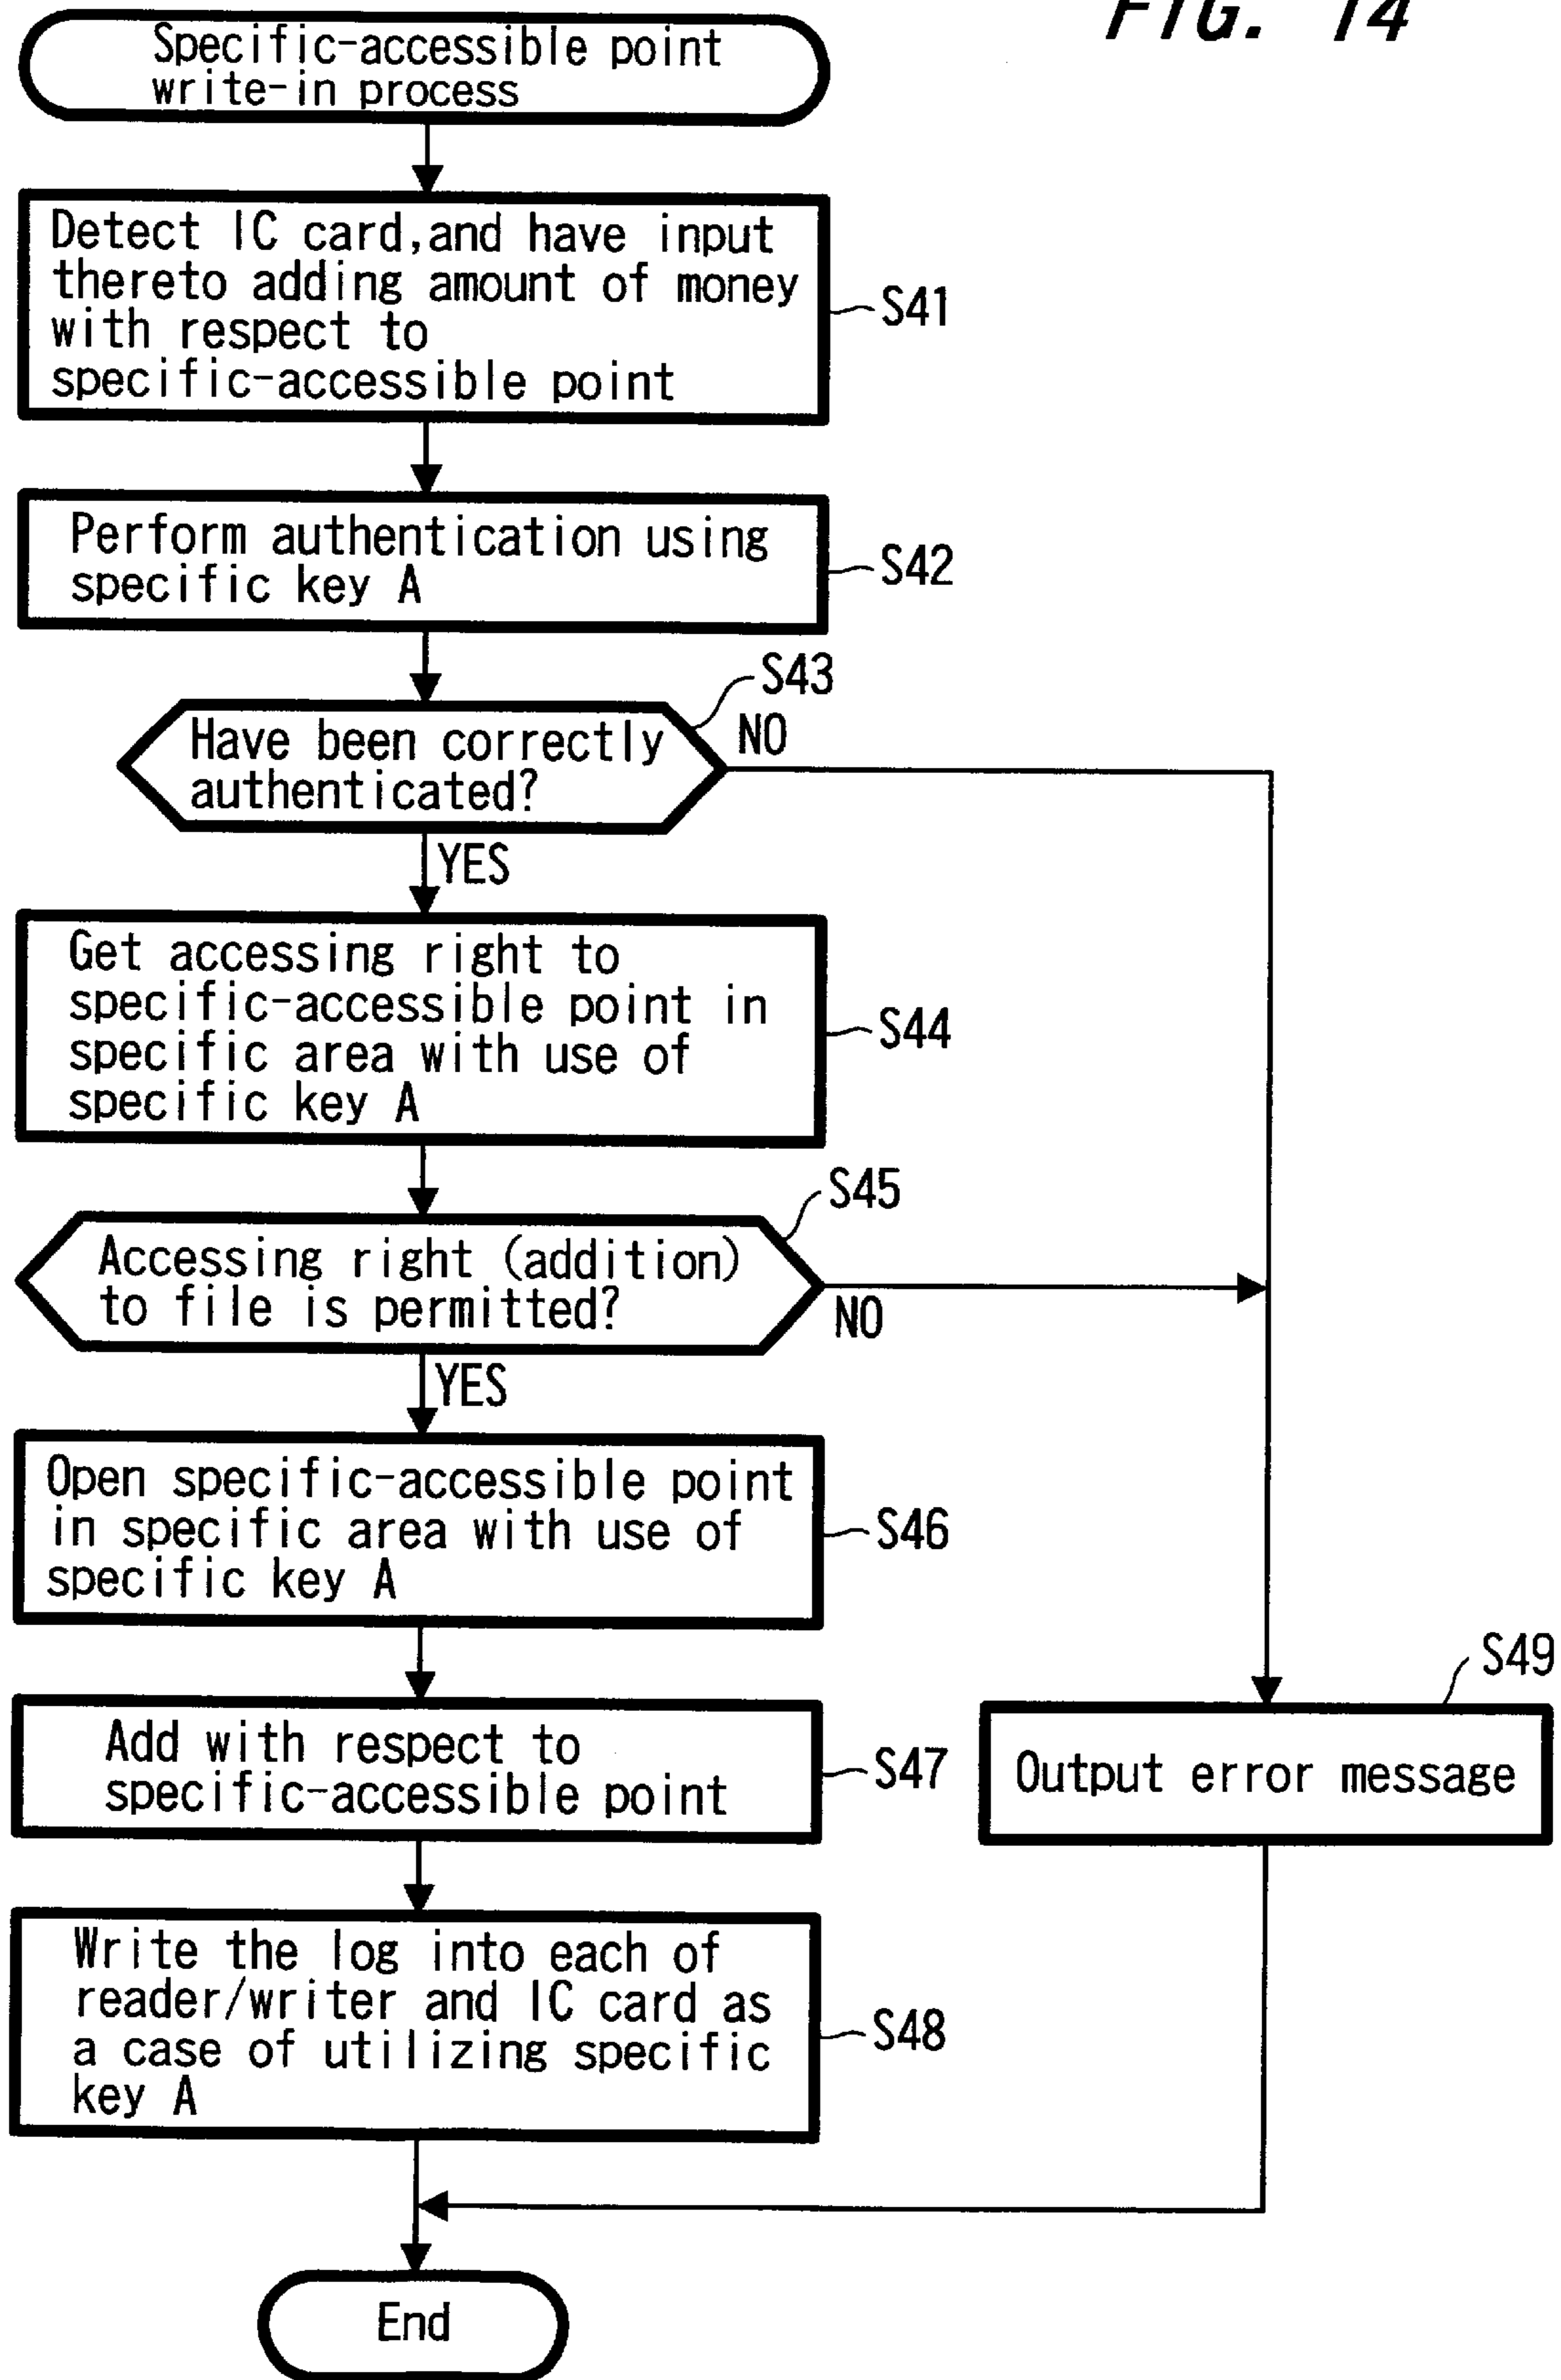 FIG. 14
Specific-accessible point
write-in process
Detect IC card,and have input
thereto adding amount of money
with respect to
specific-accessible point
S41
Perform authentication using
specific key A
S42
S43
Have been correctly
authenticated?
NO
YES
Get accessing right to
specific-accessible point in
specific area with use of
specific key A
S44
S45
Accessing right (addition)
to file is permitted?
NO
YES
Open specific-accessible point
in specific area with use of
specific key A
S46
S49
Add with respect to
specific-accessible point
S47
Output error message
Write the log into each of
reader/writer and IC card as
a case of utilizing specific
key A
S48
End